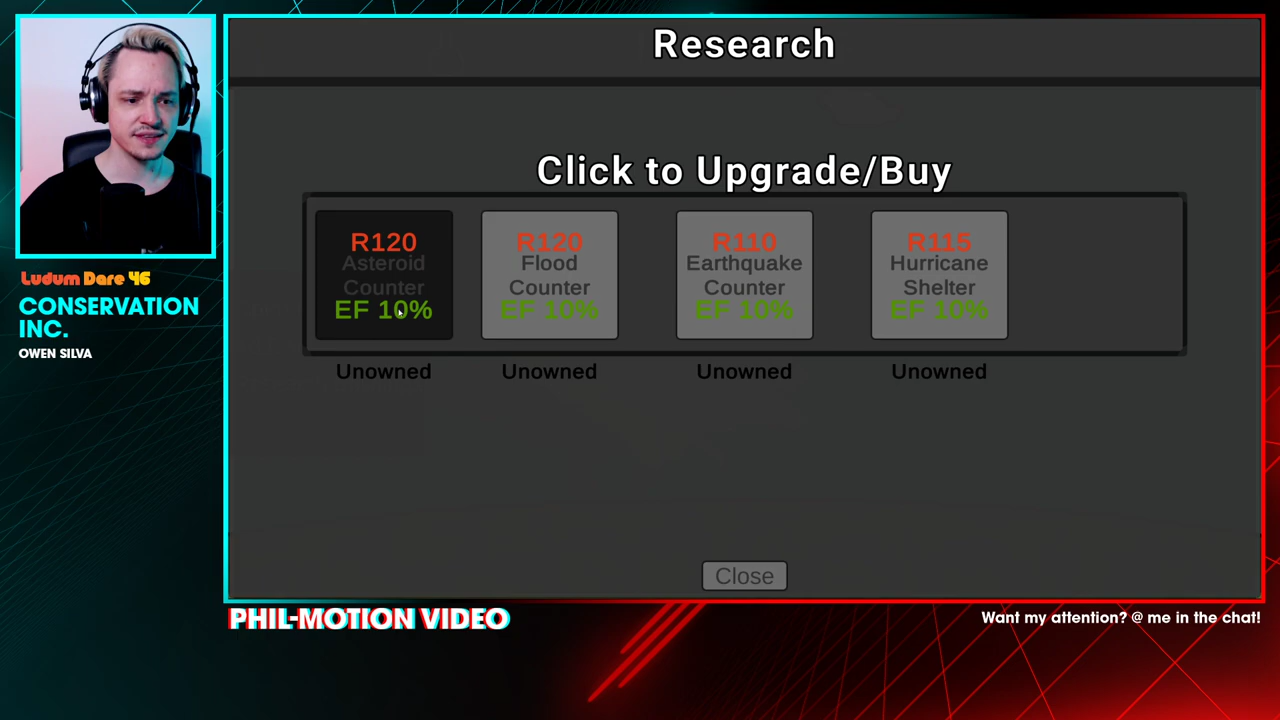 Research
Click to Upgrade/Buy
R120
Asteroid
Counter
EF 10%
Unowned
R120
Flood
Counter
EF 10%
Unowned
R110
Earthquake
Counter
EF 10%
Unowned
R115
Hurricane
Shelter
EF 10%
Unowned
Close
Ludum Dare 46
CONSERVATION
INC.
OWEN SILVA
PHIL-MOTION VIDEO
Want my attention? @ me in the chat!